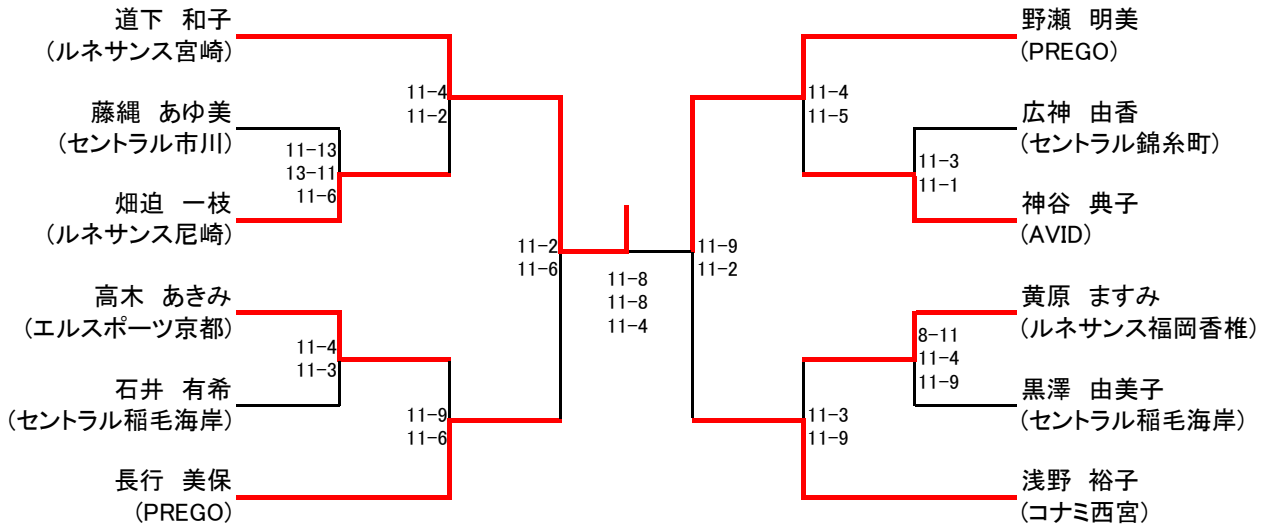 道下 和子
(ルネサンス宮崎)
藤縄 あゆ美
(セントラル市川)
畑迫 一枝
(ルネサンス尼崎)
高木 あきみ
(エルスポーツ京都)
石井 有希
(セントラル稲毛海岸)
長行 美保
(PREGO)
11-13
13-11
11-6
11-4
11-3
11-4
11-2
11-9
11-6
11-2
11-6
11-8
11-8
11-4
11-9
11-2
11-4
11-5
11-3
11-9
11-3
11-1
8-11
11-4
11-9
野瀬 明美
(PREGO)
広神 由香
(セントラル錦糸町)
神谷 典子
(AVID)
黄原 ますみ
(ルネサンス福岡香椎)
黒澤 由美子
(セントラル稲毛海岸)
浅野 裕子
(コナミ西宮)